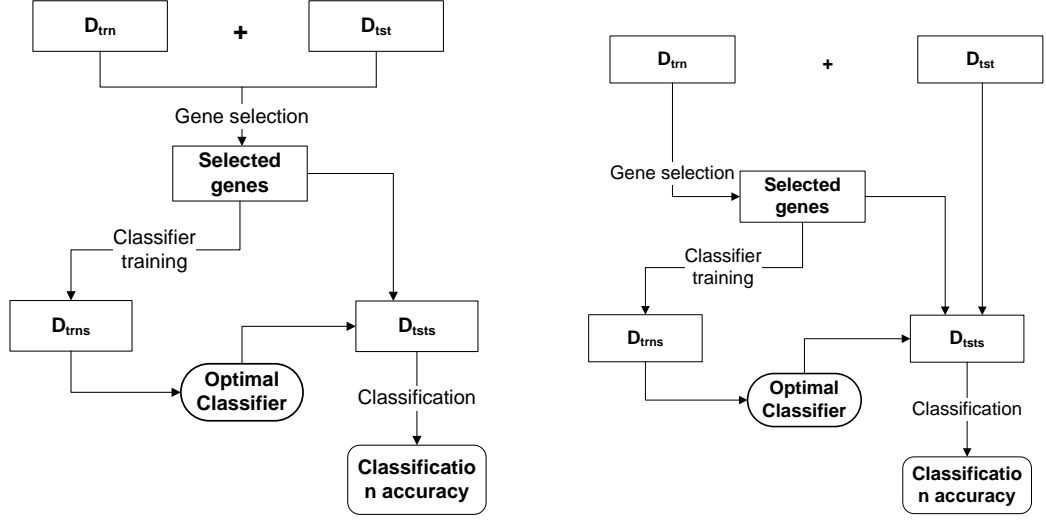 Dtrn + Dtst
Gene selection
Selected
genes
Classifier
training
Dtrns
Dtsts
Optimal
Classifier
Classification
Classificatio
n accuracy
Dtrn + Dtst
Gene selection
Selected
genes
Classifier
training
Dtrns
Dtsts
Optimal
Classifier
Classification
Classificatio
n accuracy